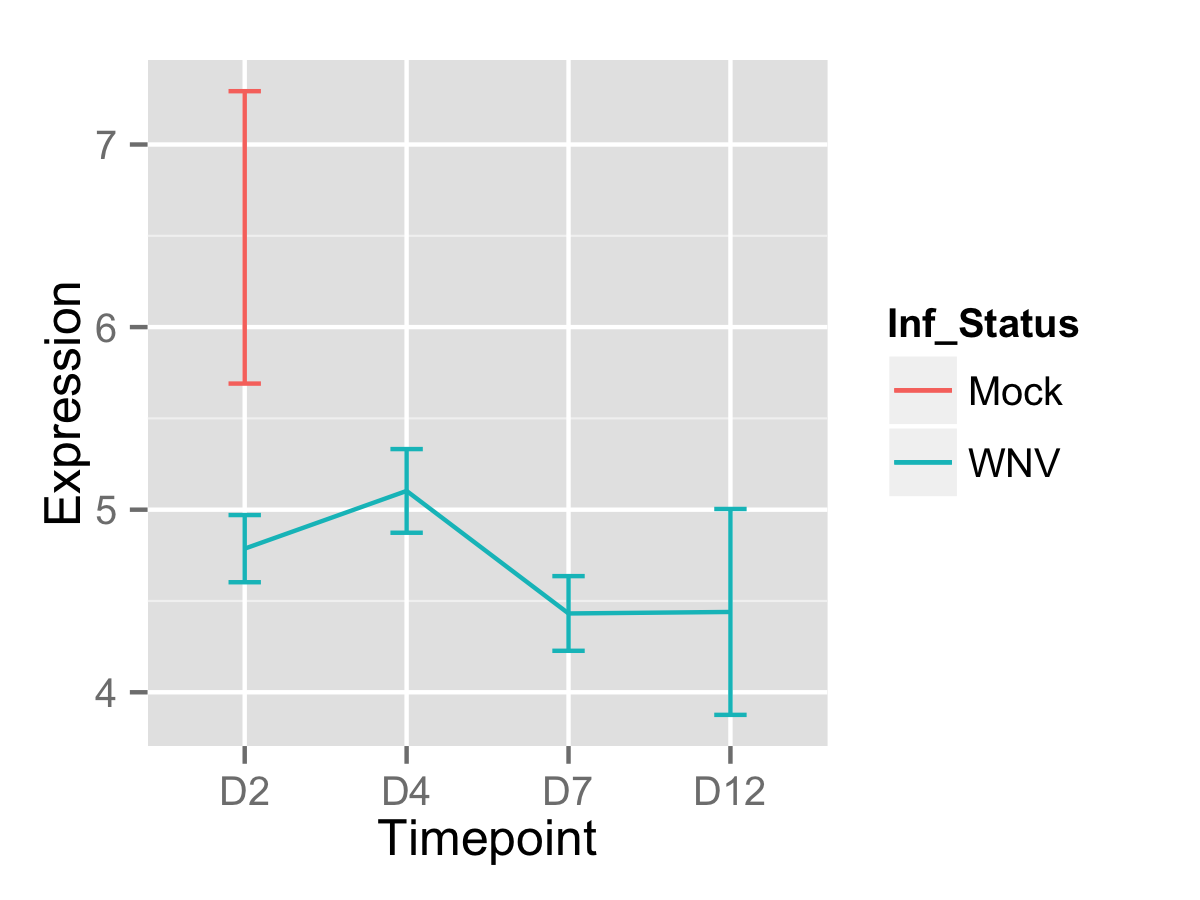 7
6
5
4
Expression
D2 D4 D7 D12
Timepoint
Inf_Status
Mock
WNV